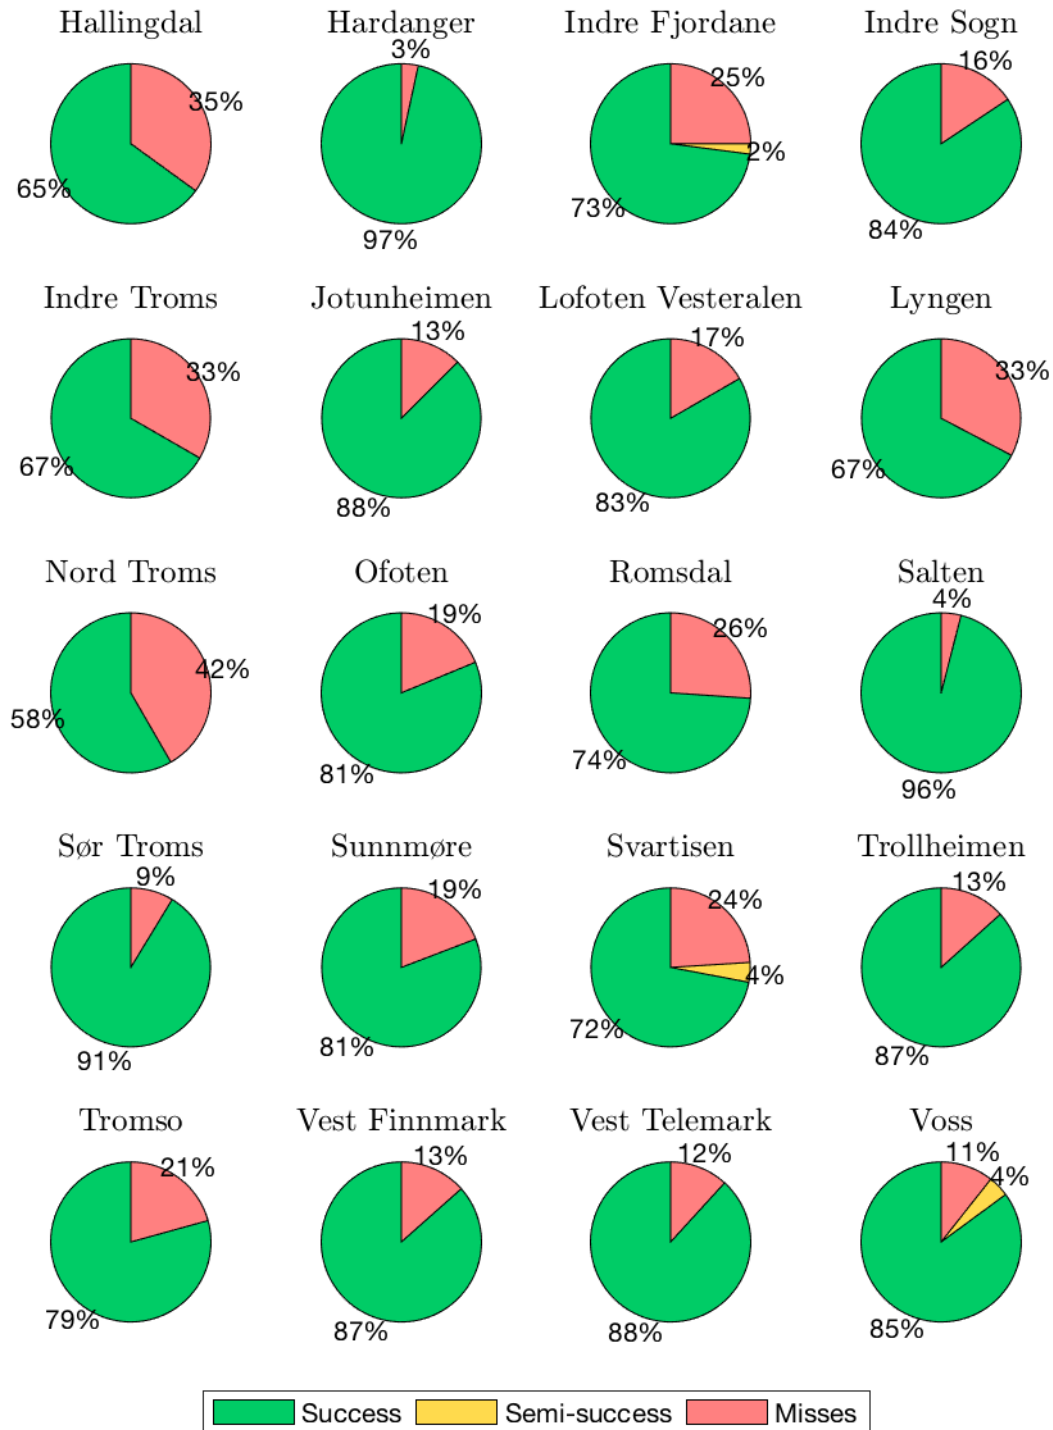 Hallingdal
35%
65%
Hardanger
3%
97%
Indre Fjordane
25%
2%
73%
Indre Sogn
16%
84%
Indre Troms
33%
67%
Jotunheimen
13%
88%
Lofoten Vesteralen
17%
83%
Lyngen
33%
67%
Nord Troms
42%
58%
Ofoten
19%
81%
Romsdal
26%
74%
Salten
4%
96%
Sør Troms
9%
91%
Sunnmøre
19%
81%
Svartisen
24%
4%
72%
Trollheimen
13%
87%
Tromso
21%
79%
Vest Finnmark
13%
87%
Vest Telemark
12%
88%
Voss
11%
4%
85%
Success Semi-success Misses